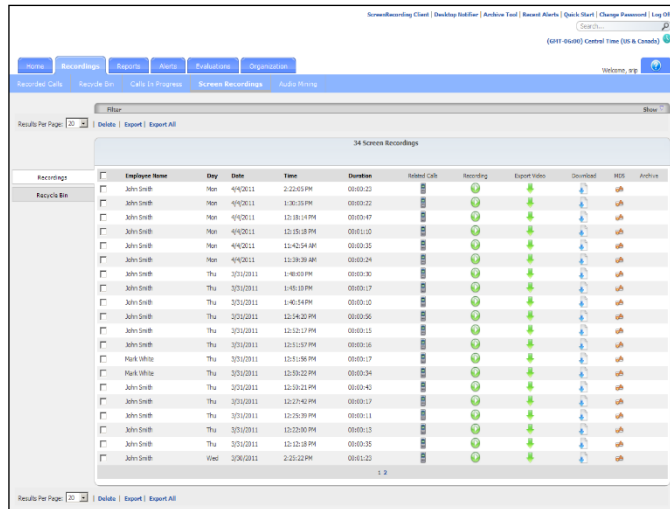 ScreenRecording Client | Desktop Notifier | Archive Tool | Recent Alerts | Quick Start | Change Password | Log Off
Search...
(GMT-06:00) Central Time (US & Canada)
Home Recordings Reports Alerts Evaluations Organization
Welcome, srip
Recorded Calls Recycle Bin Calls In Progress Screen Recordings Audio Mining
Filter Show
Results Per Page: 20 | Delete | Export | Export All
34 Screen Recordings
Recordings
Recycle Bin
Employee Name Day Date Time Duration Related Calls Recording Export Video Download MD5 Archive
John Smith Mon 4/4/2011 2:22:05 PM 00:00:23
John Smith Mon 4/4/2011 1:30:35 PM 00:00:32
John Smith Mon 4/4/2011 12:18:14 PM 00:00:47
John Smith Mon 4/4/2011 12:15:18 PM 00:01:10
John Smith Mon 4/4/2011 11:42:54 AM 00:00:35
John Smith Mon 4/4/2011 11:39:39 AM 00:00:24
John Smith Thu 3/31/2011 1:48:00 PM 00:00:30
John Smith Thu 3/31/2011 1:45:10 PM 00:00:17
John Smith Thu 3/31/2011 1:40:54 PM 00:00:10
John Smith Thu 3/31/2011 12:54:20 PM 00:00:56
John Smith Thu 3/31/2011 12:52:17 PM 00:00:15
John Smith Thu 3/31/2011 12:51:57 PM 00:00:16
Mark White Thu 3/31/2011 12:51:56 PM 00:00:17
Mark White Thu 3/31/2011 12:50:22 PM 00:00:34
John Smith Thu 3/31/2011 12:50:21 PM 00:00:43
John Smith Thu 3/31/2011 12:27:42 PM 00:00:17
John Smith Thu 3/31/2011 12:25:39 PM 00:00:11
John Smith Thu 3/31/2011 12:22:00 PM 00:00:13
John Smith Thu 3/31/2011 12:12:18 PM 00:00:35
John Smith Wed 3/30/2011 2:25:22 PM 00:01:23
1 2
Results Per Page: 20 | Delete | Export | Export All